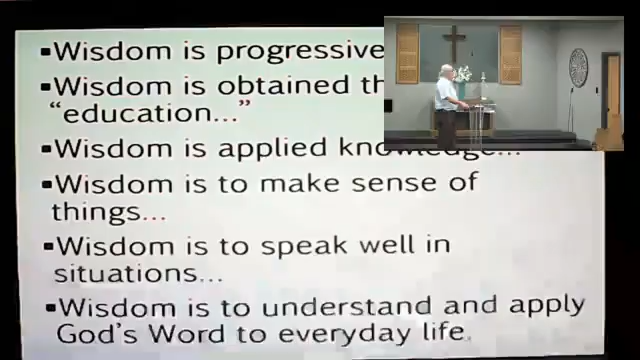 ▪Wisdom is progressive
▪Wisdom is obtained th
“education...”
▪Wisdom is applied knowledge...
▪Wisdom is to make sense of
things...
▪Wisdom is to speak well in
situations...
▪Wisdom is to understand and apply
God's Word to everyday life.